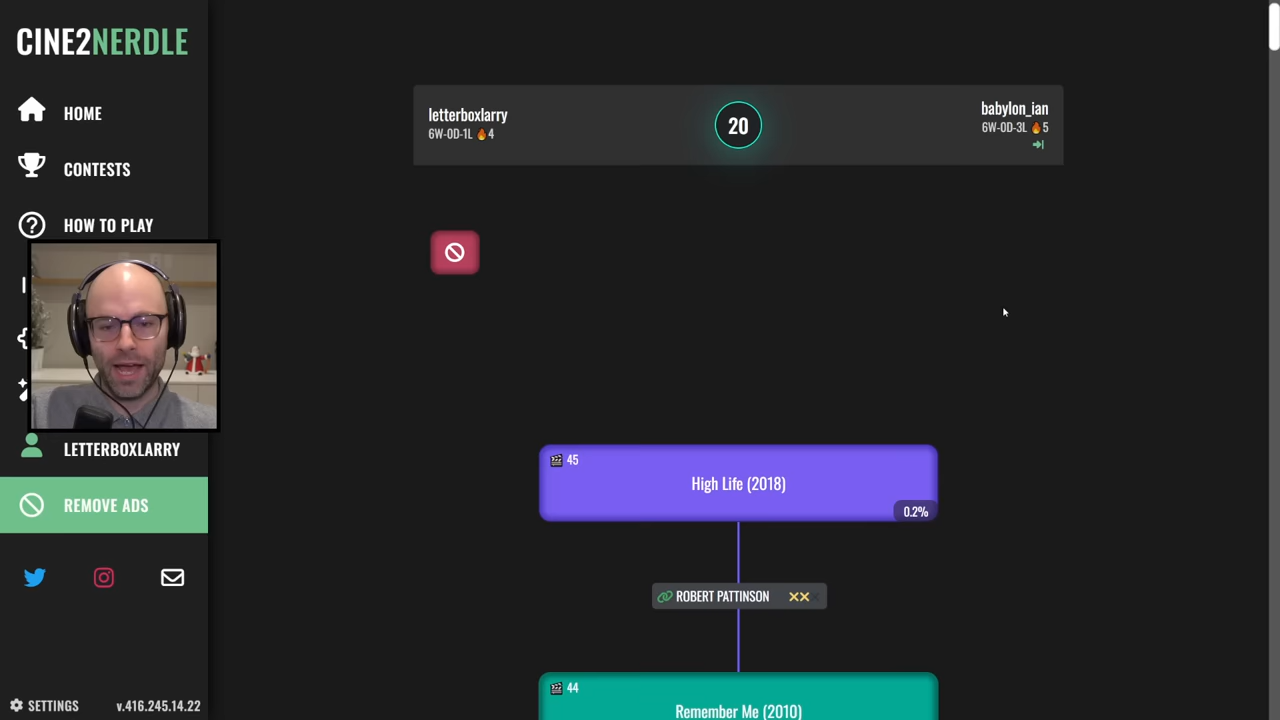 CINE2NERDLE
HOME
CONTESTS
HOW TO PLAY
LETTERBOXLARRY
REMOVE ADS
SETTINGS
v.416.245.14.22
letterboxlarry
6W-0D-1L 🔥4
20
babylon_ian
6W-0D-3L 🔥5
45
High Life (2018)
0.2%
ROBERT PATTINSON
44
Remember Me (2010)